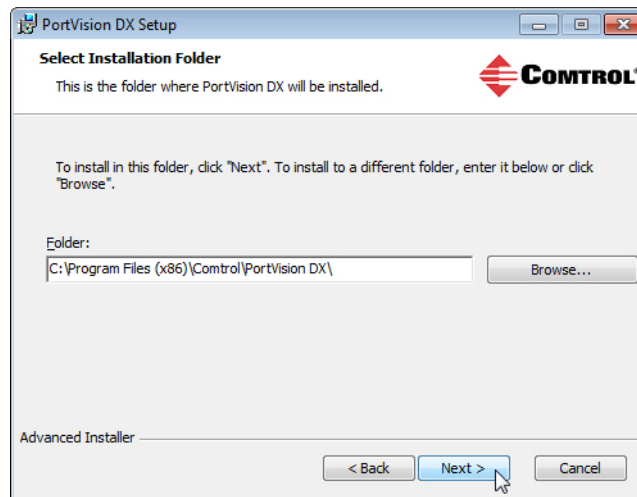 PortVision DX Setup
Select Installation Folder
This is the folder where PortVision DX will be installed.
COMTROL®
To install in this folder, click "Next". To install to a different folder, enter it below or click
"Browse".
Folder:
C:\Program Files (x86)\Comtrol\PortVision DX\
Browse...
Advanced Installer
< Back
Next >
Cancel